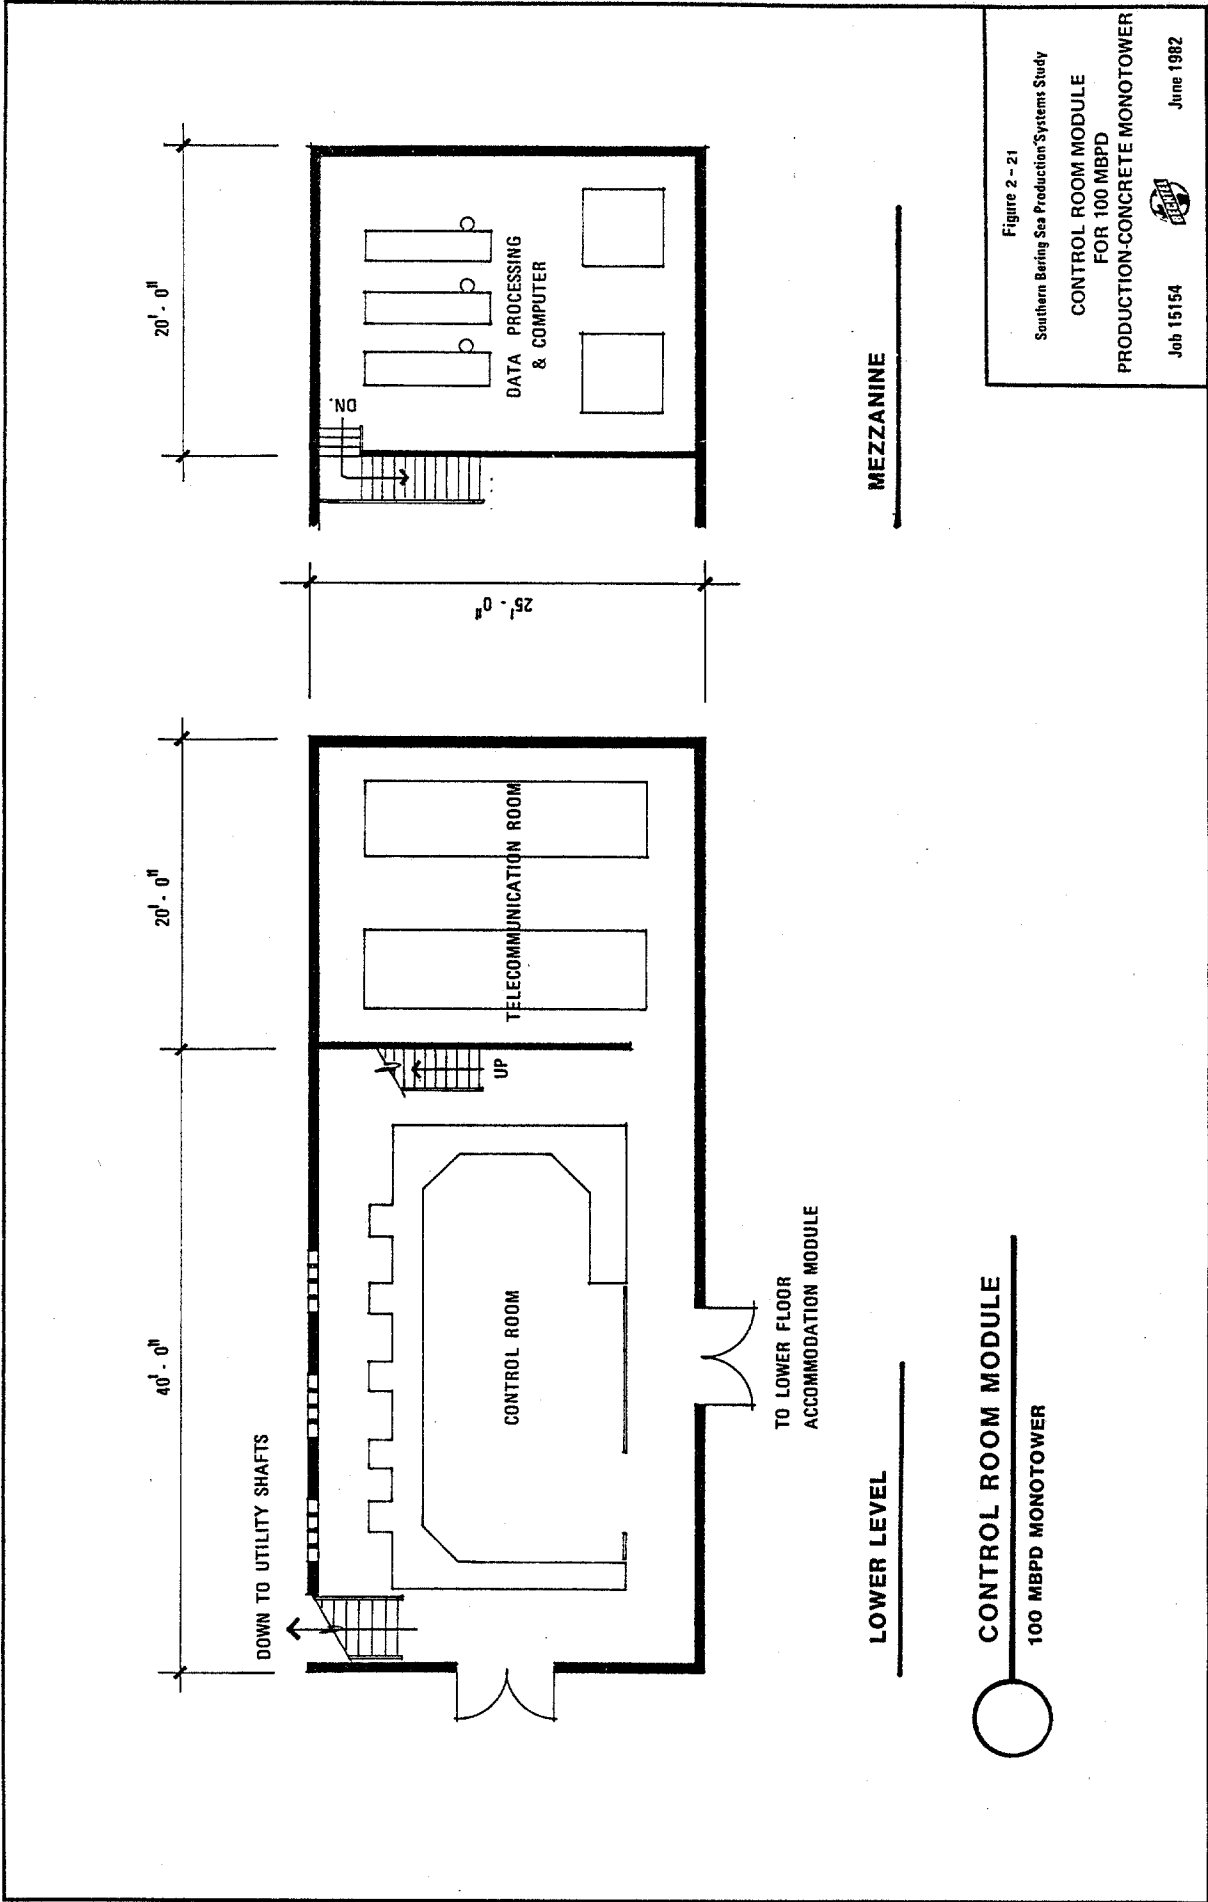 DOWN TO UTILITY SHAFTS
40'-0"
20'-0"
20'-0"
25'-0"
CONTROL ROOM
UP
TELECOMMUNICATION ROOM
DN.
DATA PROCESSING
& COMPUTER
TO LOWER FLOOR
ACCOMMODATION MODULE
LOWER LEVEL
MEZZANINE
CONTROL ROOM MODULE
100 MBPD MONOTOWER
Figure 2-21
Southern Bering Sea Production Systems Study
CONTROL ROOM MODULE
FOR 100 MBPD
PRODUCTION-CONCRETE MONOTOWER
Job 15154
BECHTEL
June 1982